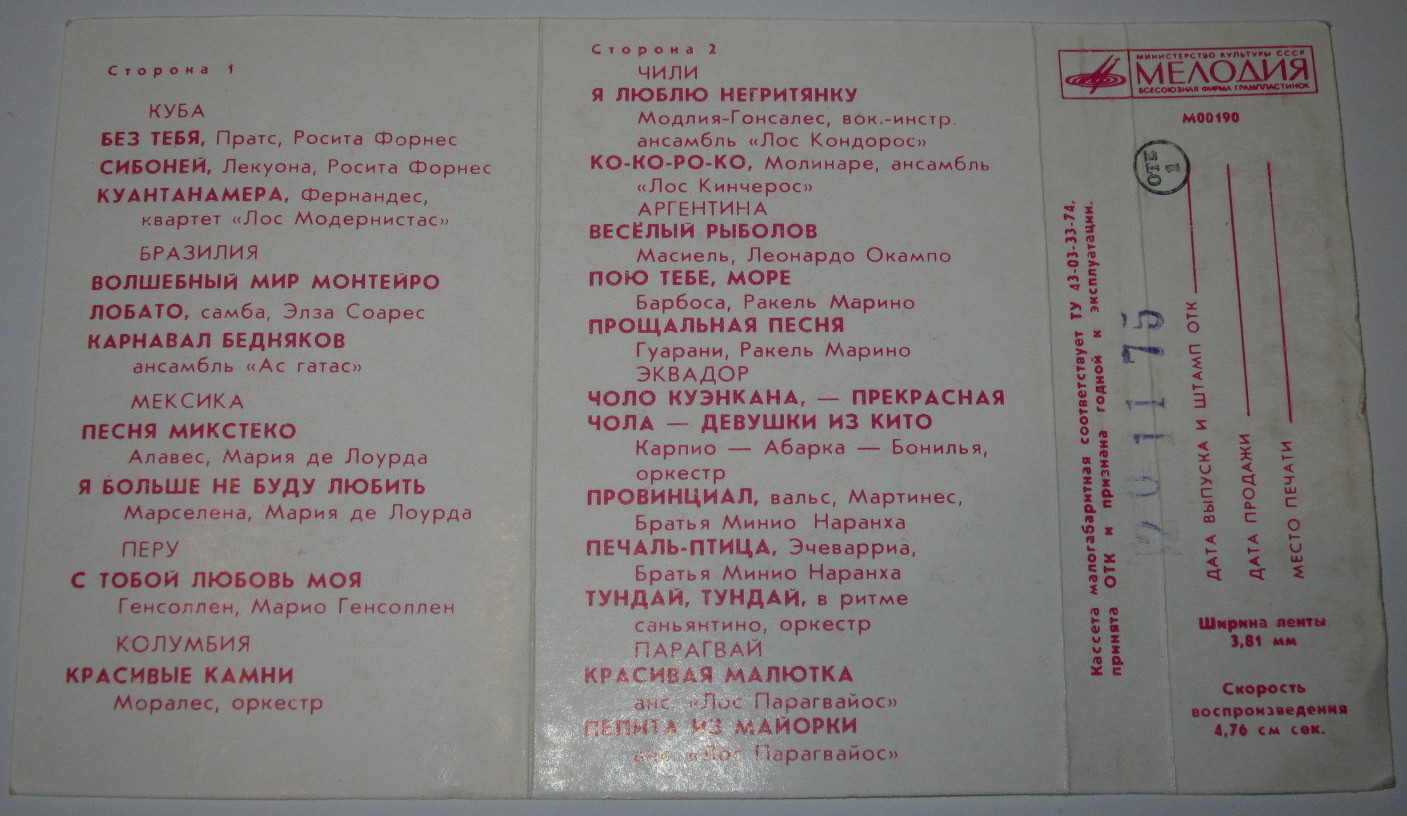 Сторона 1
КУБА
БЕЗ ТЕБЯ, Пратс, Росита Форнес
СИБОНЕЙ, Лекуона, Росита Форнес
КУАНТАНАМЕРА, Фернандес,
квартет «Лос Модернистас»
БРАЗИЛИЯ
ВОЛШЕБНЫЙ МИР МОНТЕЙРО
ЛОБАТО, самба, Элза Соарес
КАРНАВАЛ БЕДНЯКОВ
ансамбль «Ас гатас»
МЕКСИКА
ПЕСНЯ МИКСТЕКО
Алавес, Мария де Лоурда
Я БОЛЬШЕ НЕ БУДУ ЛЮБИТЬ
Марселена, Мария де Лоурда
ПЕРУ
С ТОБОЙ ЛЮБОВЬ МОЯ
Генсоллен, Марио Генсоллен
КОЛУМБИЯ
КРАСИВЫЕ КАМНИ
Моралес, оркестр
Сторона 2
ЧИЛИ
Я ЛЮБЛЮ НЕГРИТЯНКУ
Модлия-Гонсалес, вок.-инстр.
ансамбль «Лос Кондорос»
КО-КО-РО-КО, Молинаре, ансамбль
«Лос Кинчерос»
АРГЕНТИНА
ВЕСЁЛЫЙ РЫБОЛОВ
Масиель, Леонардо Окампо
ПОЮ ТЕБЕ, МОРЕ
Барбоса, Ракель Марино
ПРОЩАЛЬНАЯ ПЕСНЯ
Гуарани, Ракель Марино
ЭКВАДОР
ЧОЛО КУЭНКАНА, — ПРЕКРАСНАЯ
ЧОЛА — ДЕВУШКИ ИЗ КИТО
Карпио — Абарка — Бонилья,
оркестр
ПРОВИНЦИАЛ, вальс, Мартинес,
Братья Минио Наранха
ПЕЧАЛЬ-ПТИЦА, Эчеварриа,
Братья Минио Наранха
ТУНДАЙ, ТУНДАЙ, в ритме
саньянтино, оркестр
ПАРАГВАЙ
КРАСИВАЯ МАЛЮТКА
анс. «Лос Парагвайос»
ПЕПИТА ИЗ МАЙОРКИ
анс. «Лос Парагвайос»
МИНИСТЕРСТВО КУЛЬТУРЫ СССР
МЕЛОДИЯ
ВСЕСОЮЗНАЯ ФИРМА ГРАМПЛАСТИНОК
М00190
Кассета малогабаритная соответствует ТУ 43-03-33-74,
принята ОТК и признана годной к эксплуатации.
20 11 75
ОТК
1
ДАТА ВЫПУСКА И ШТАМП ОТК
ДАТА ПРОДАЖИ
МЕСТО ПЕЧАТИ
Ширина ленты
3,81 мм
Скорость
воспроизведения
4,76 см сек.